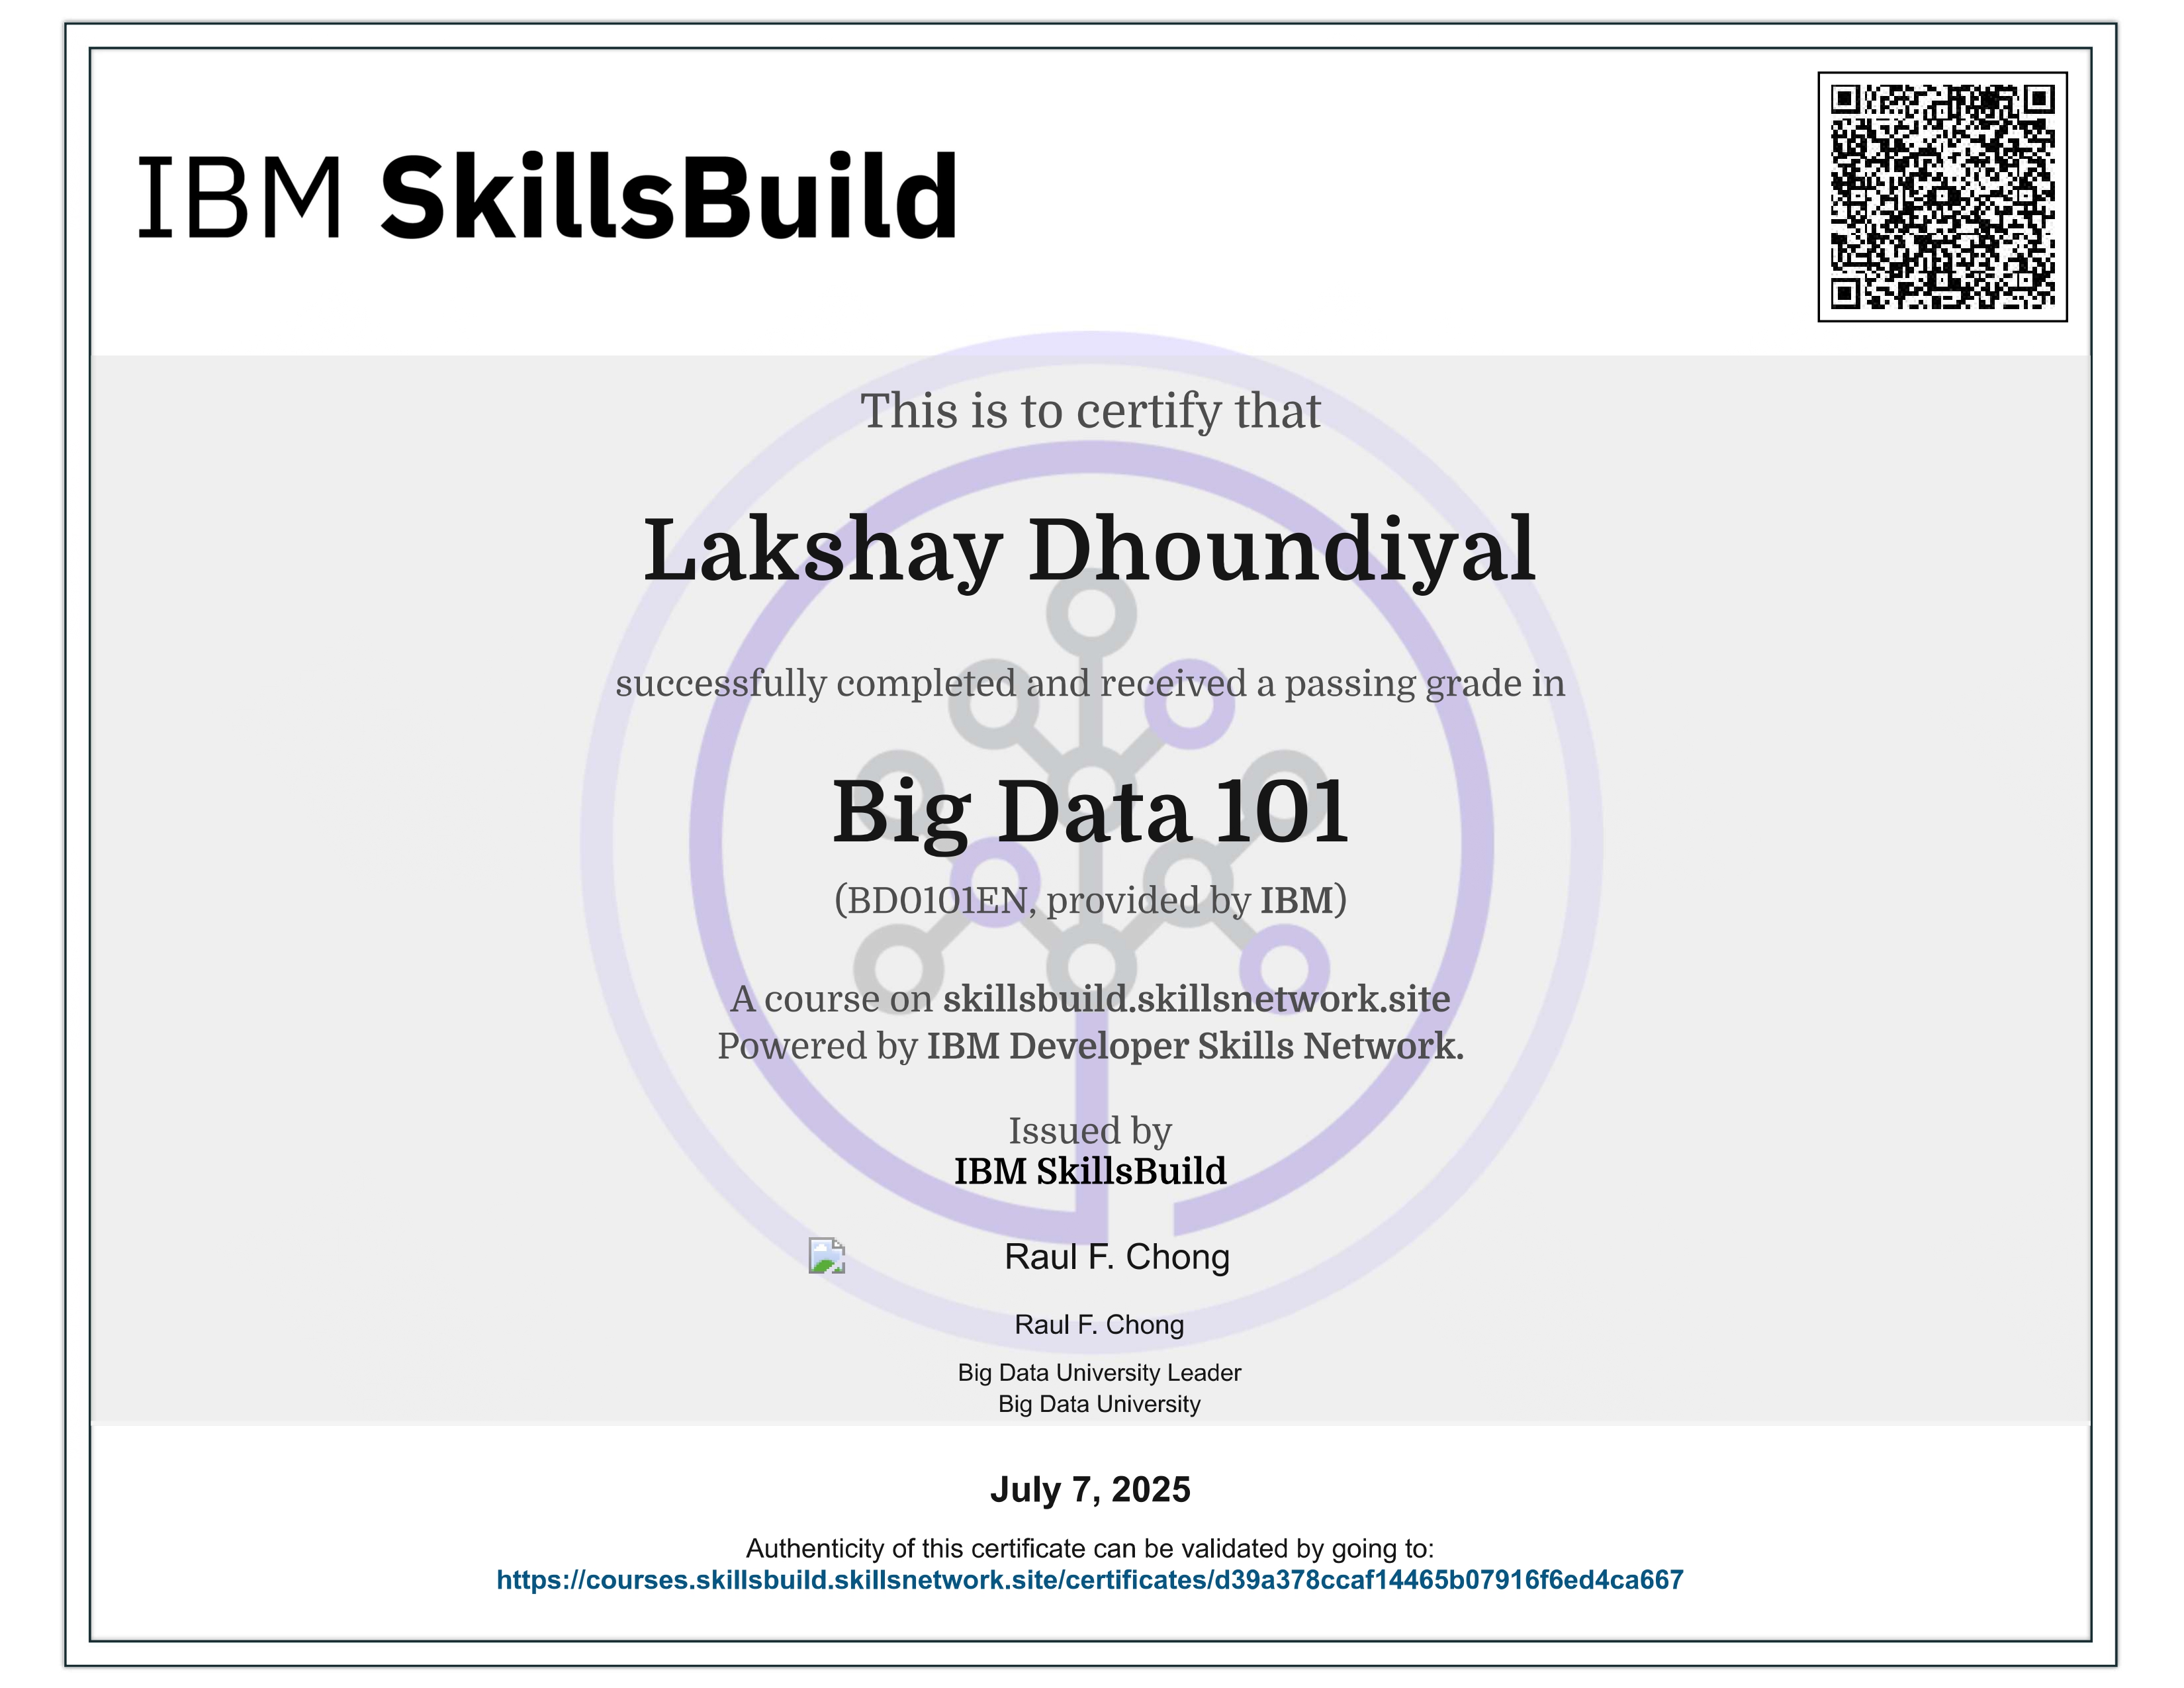 IBM SkillsBuild
This is to certify that
Lakshay Dhoundiyal
successfully completed and received a passing grade in
Big Data 101
(BD0101EN, provided by IBM)
A course on skillsbuild.skillsnetwork.site
Powered by IBM Developer Skills Network.
Issued by
IBM SkillsBuild
Raul F. Chong
Raul F. Chong
Big Data University Leader
Big Data University
July 7, 2025
Authenticity of this certificate can be validated by going to:
https://courses.skillsbuild.skillsnetwork.site/certificates/d39a378ccaf14465b07916f6ed4ca667